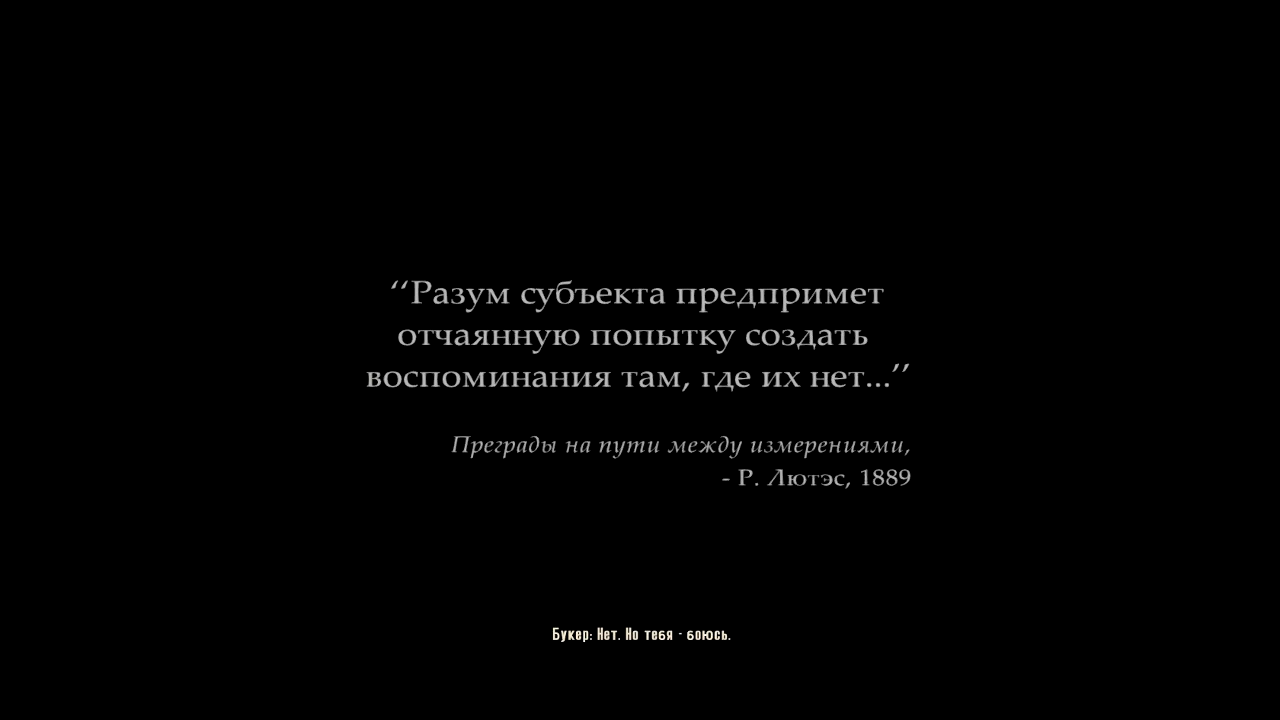 ‘‘Разум субъекта предпримет
отчаянную попытку создать
воспоминания там, где их нет...’’
Преграды на пути между измерениями,
- Р. Лютэс, 1889
Букер: Нет. Но тебя - боюсь.